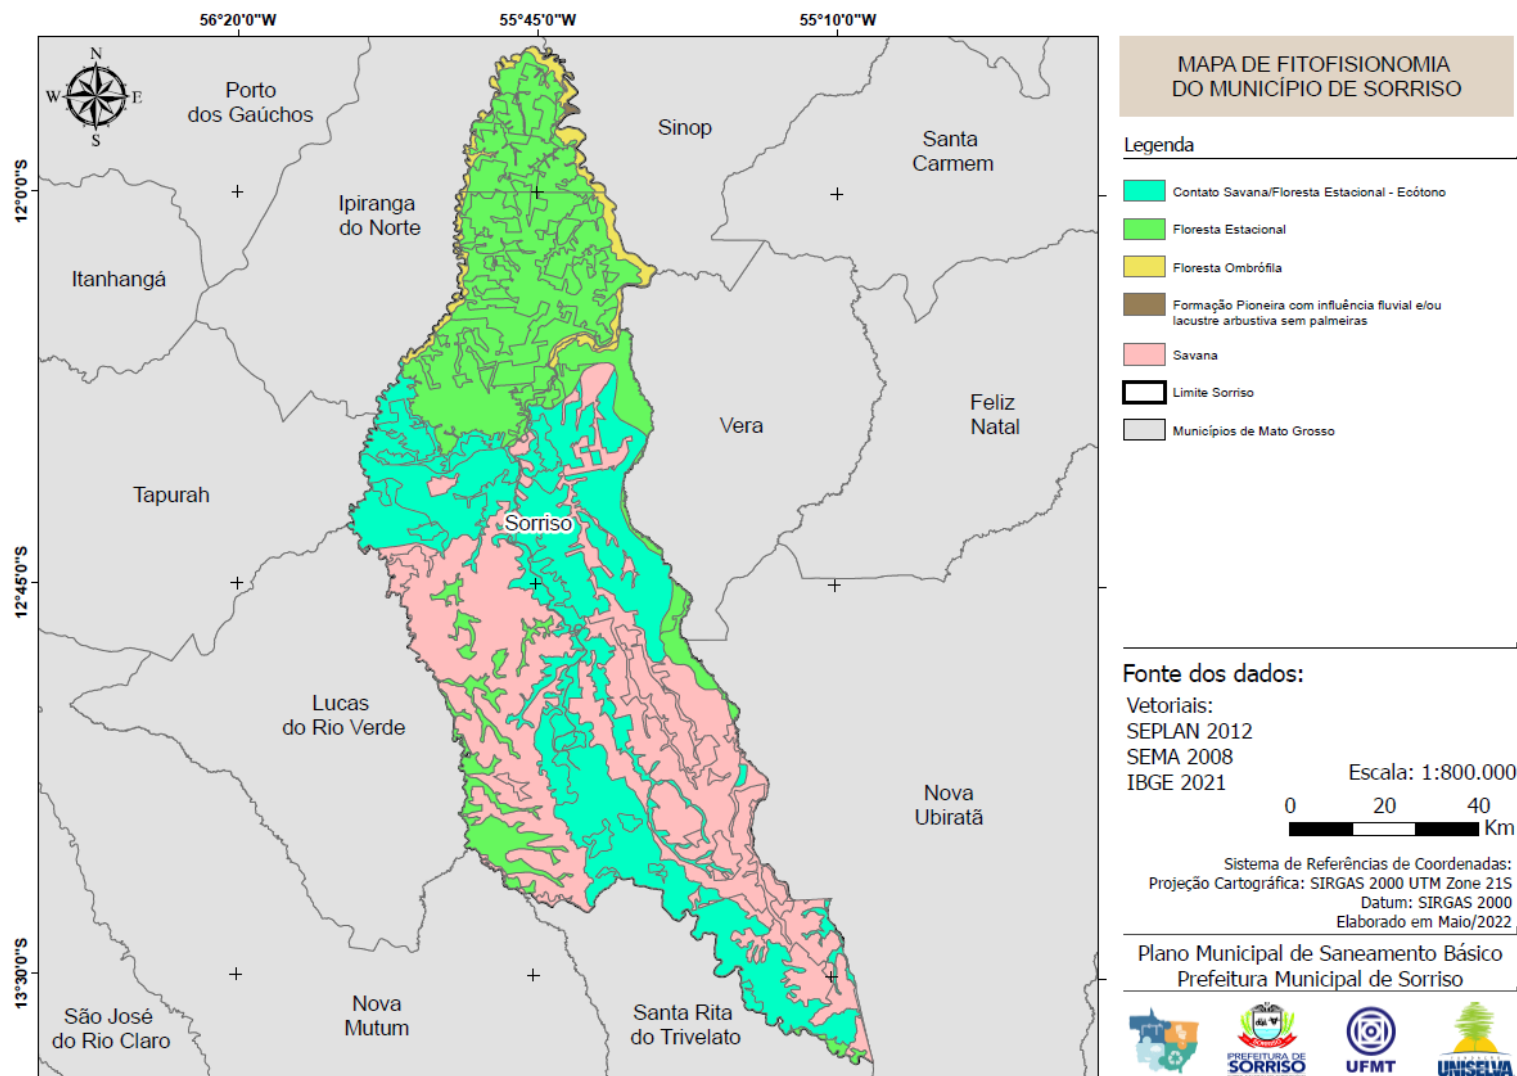 56°20'0"W
55°45'0"W
55°10'0"W
12°0'0"S
12°45'0"S
13°30'0"S
N
W
E
S
Porto
dos Gaúchos
Sinop
Santa
Carmem
Ipiranga
do Norte
Itanhangá
Vera
Feliz
Natal
Tapurah
Sorriso
Lucas
do Rio Verde
Nova
Ubiratã
São José
do Rio Claro
Nova
Mutum
Santa Rita
do Trivelato
MAPA DE FITOFISIONOMIA
DO MUNICÍPIO DE SORRISO
Legenda
Contato Savana/Floresta Estacional - Ecótono
Floresta Estacional
Floresta Ombrófila
Formação Pioneira com influência fluvial e/ou
lacustre arbustiva sem palmeiras
Savana
Limite Sorriso
Municípios de Mato Grosso
Fonte dos dados:
Vetoriais:
SEPLAN 2012
SEMA 2008
IBGE 2021
Escala: 1:800.000
0 20 40
Km
Sistema de Referências de Coordenadas:
Projeção Cartográfica: SIRGAS 2000 UTM Zone 21S
Datum: SIRGAS 2000
Elaborado em Maio/2022
Plano Municipal de Saneamento Básico
Prefeitura Municipal de Sorriso
SORRISO
PREFEITURA DE
SORRISO
UFMT
UNISELVA